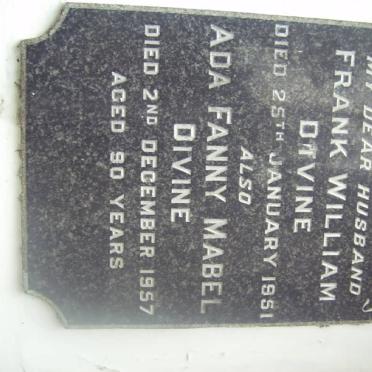 MY DEAR HUSBAND
FRANK WILLIAM
DIVINE
DIED 25TH JANUARY 1951
ALSO
ADA FANNY MABEL
DIVINE
DIED 2ND DECEMBER 1957
AGED 90 YEARS